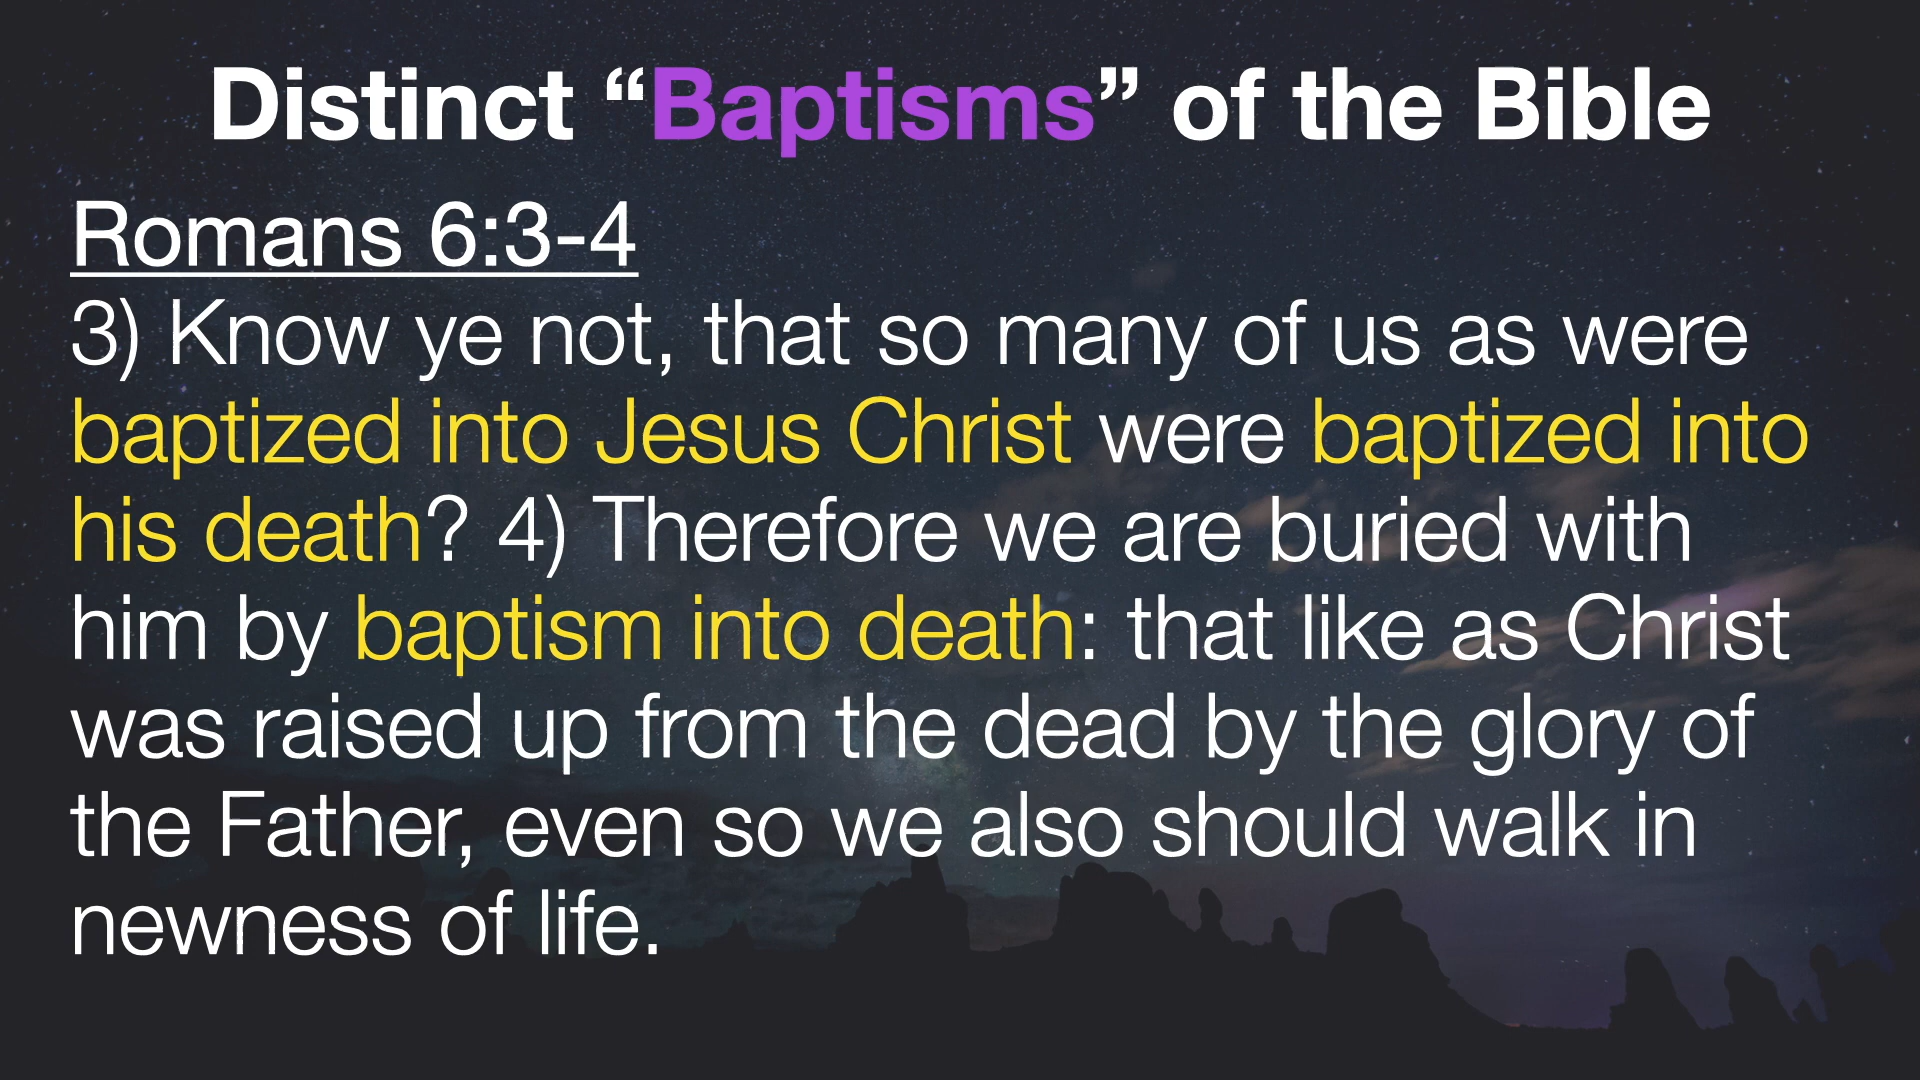 Distinct “Baptisms” of the Bible
Romans 6:3-4
3) Know ye not, that so many of us as were
baptized into Jesus Christ were baptized into
his death? 4) Therefore we are buried with
him by baptism into death: that like as Christ
was raised up from the dead by the glory of
the Father, even so we also should walk in
newness of life.